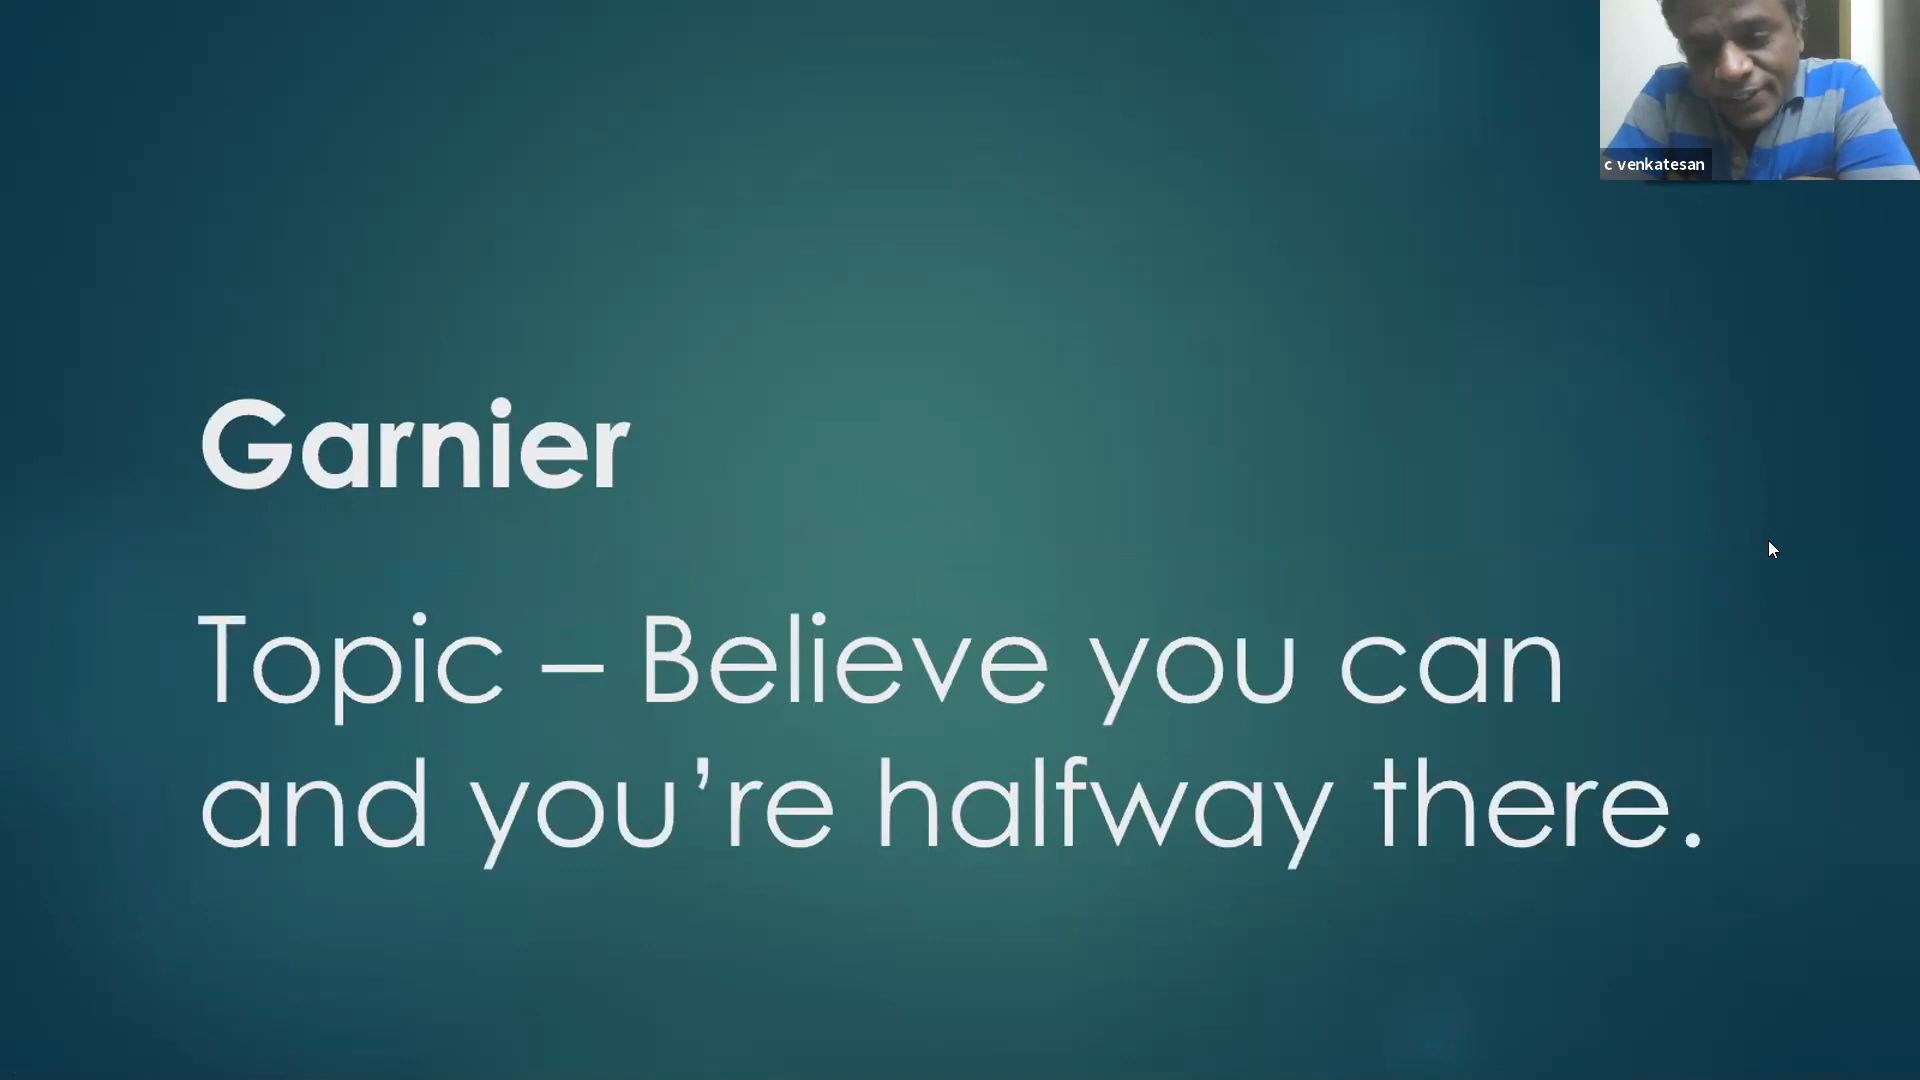 c venkatesan
Garnier
Topic – Believe you can
and you’re halfway there.